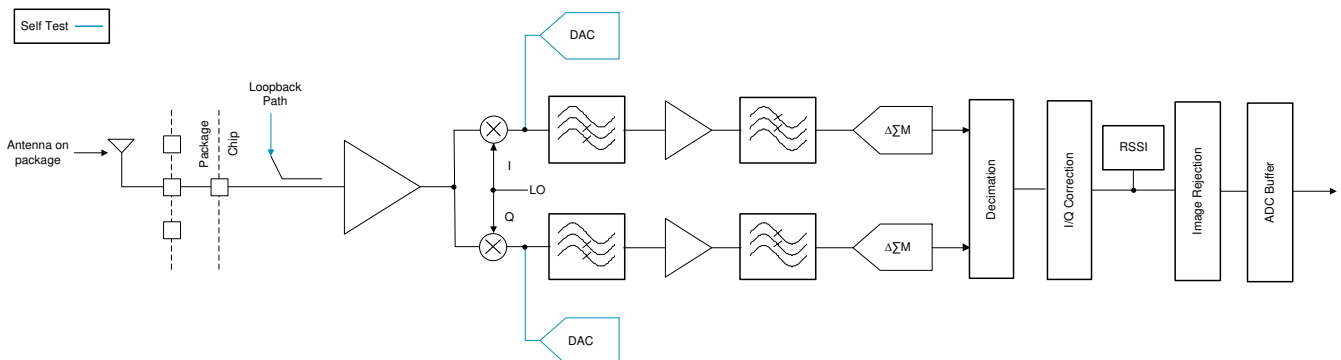 Self Test
DAC
Loopback
Path
Antenna on
package
Package
Chip
I
LO
Q
ΔΣM
ΔΣM
Decimation
I/Q Correction
RSSI
Image Rejection
ADC Buffer
DAC